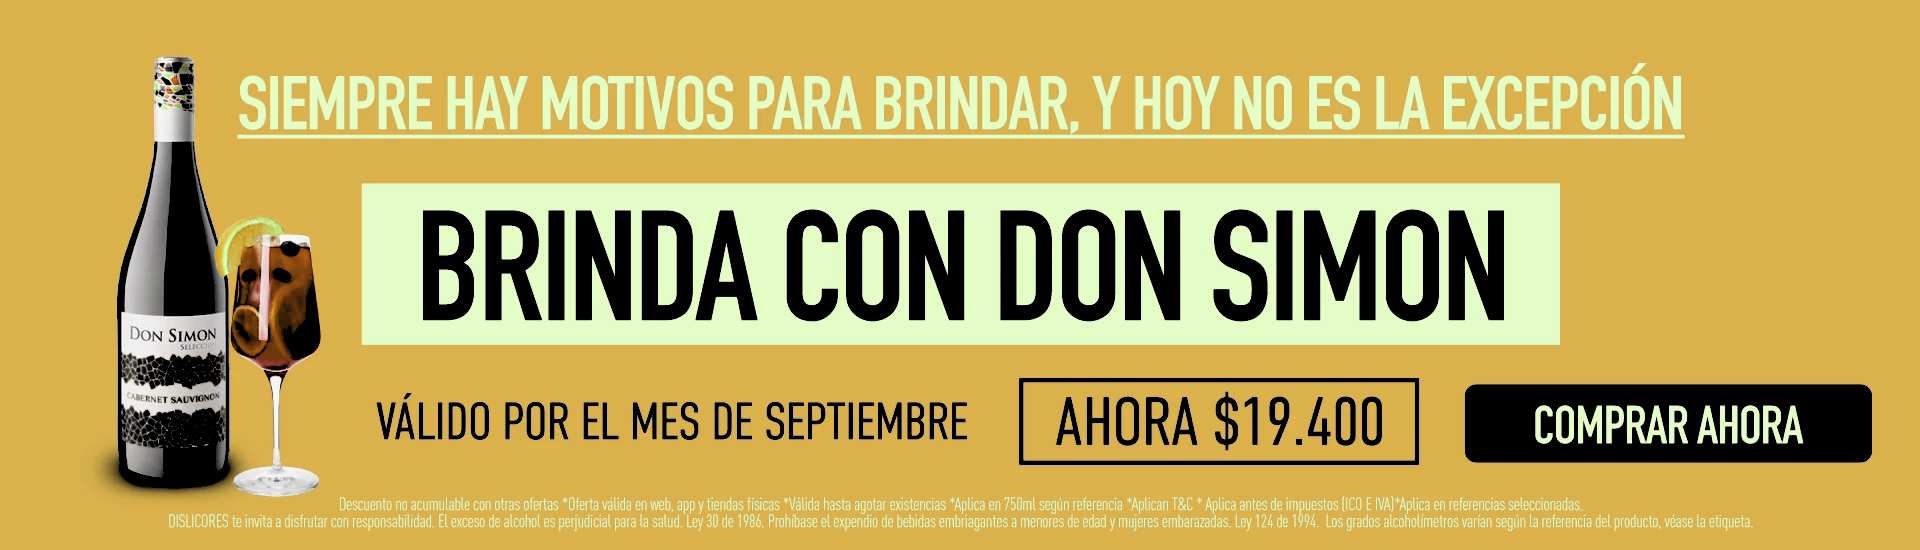 SIEMPRE HAY MOTIVOS PARA BRINDAR, Y HOY NO ES LA EXCEPCIÓN
BRINDA CON DON SIMON
DON SIMON
SELECCIÓN
CABERNET SAUVIGNON
VÁLIDO POR EL MES DE SEPTIEMBRE
AHORA $19.400
COMPRAR AHORA
Descuento no acumulable con otras ofertas *Oferta válida en web, app y tiendas físicas *Válida hasta agotar existencias *Aplica en 750ml según referencia *Aplican T&C * Aplica antes de impuestos (ICO E IVA)*Aplica en referencias seleccionadas.
DISLICORES te invita a disfrutar con responsabilidad. El exceso de alcohol es perjudicial para la salud. Ley 30 de 1986. Prohíbase el expendio de bebidas embriagantes a menores de edad y mujeres embarazadas. Ley 124 de 1994. Los grados alcoholímetros varían según la referencia del producto, véase la etiqueta.